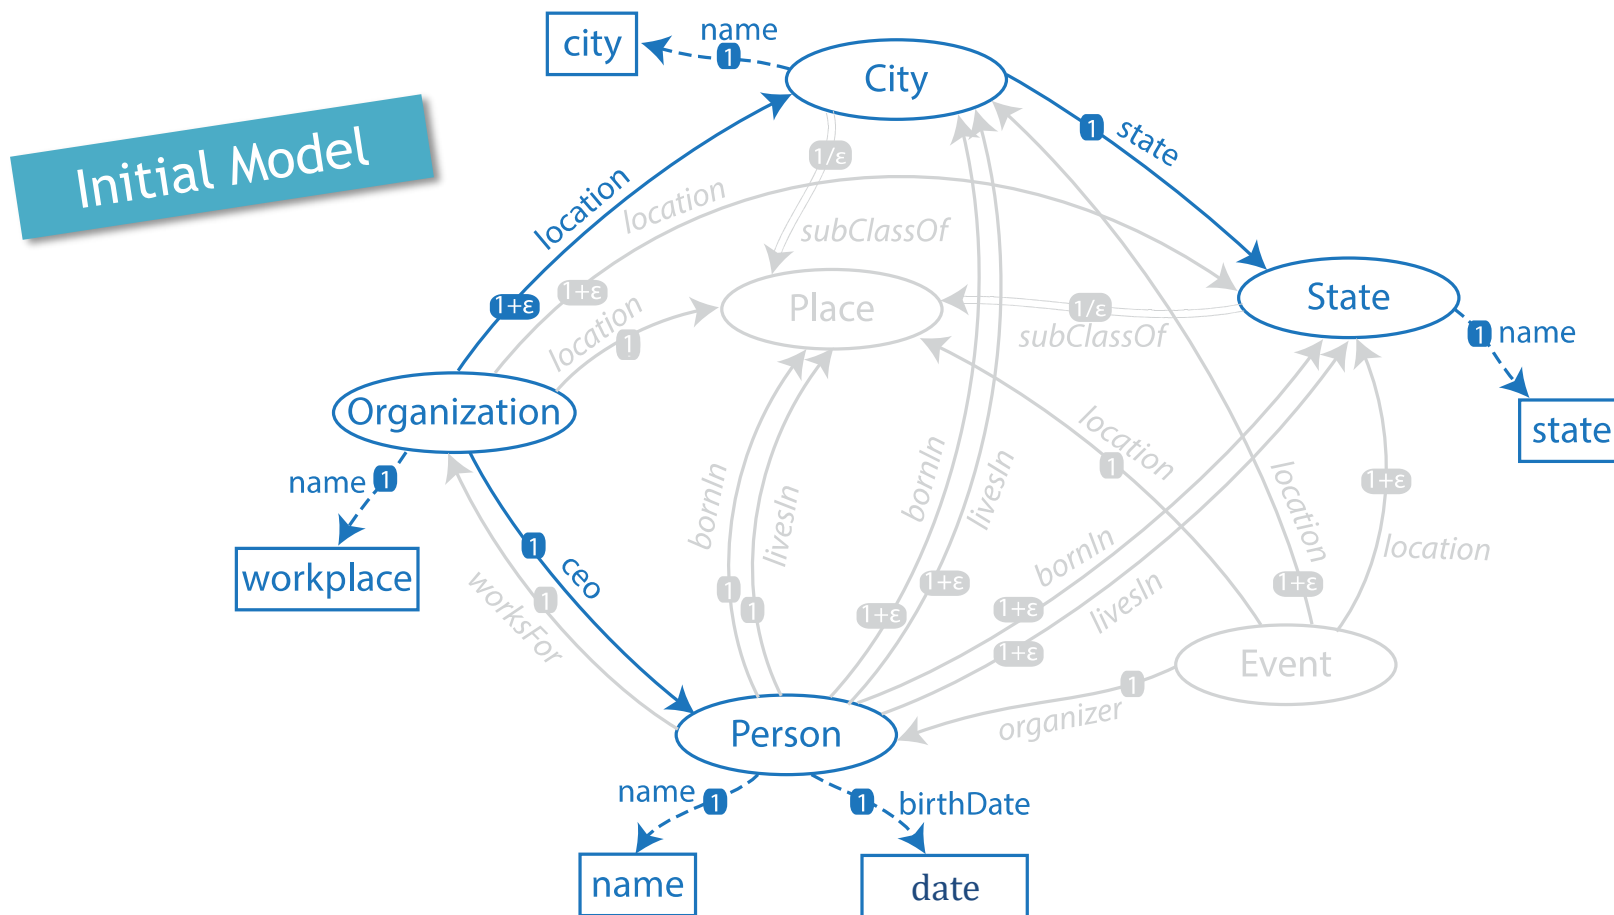 name
city
1
City
Initial Model
1
state
1/ε
location
location
subClassOf
1+ε
1+ε
location
Place
1/ε
subClassOf
State
1
name
1
Organization
state
name
1
location
1
bornIn
livesIn
bornIn
livesIn
location
1+ε
location
workplace
1
ceo
worksFor
1
1
1
1+ε
1+ε
bornIn
1+ε
1+ε
livesIn
1+ε
Event
1
organizer
Person
name
1
1
birthDate
name
date